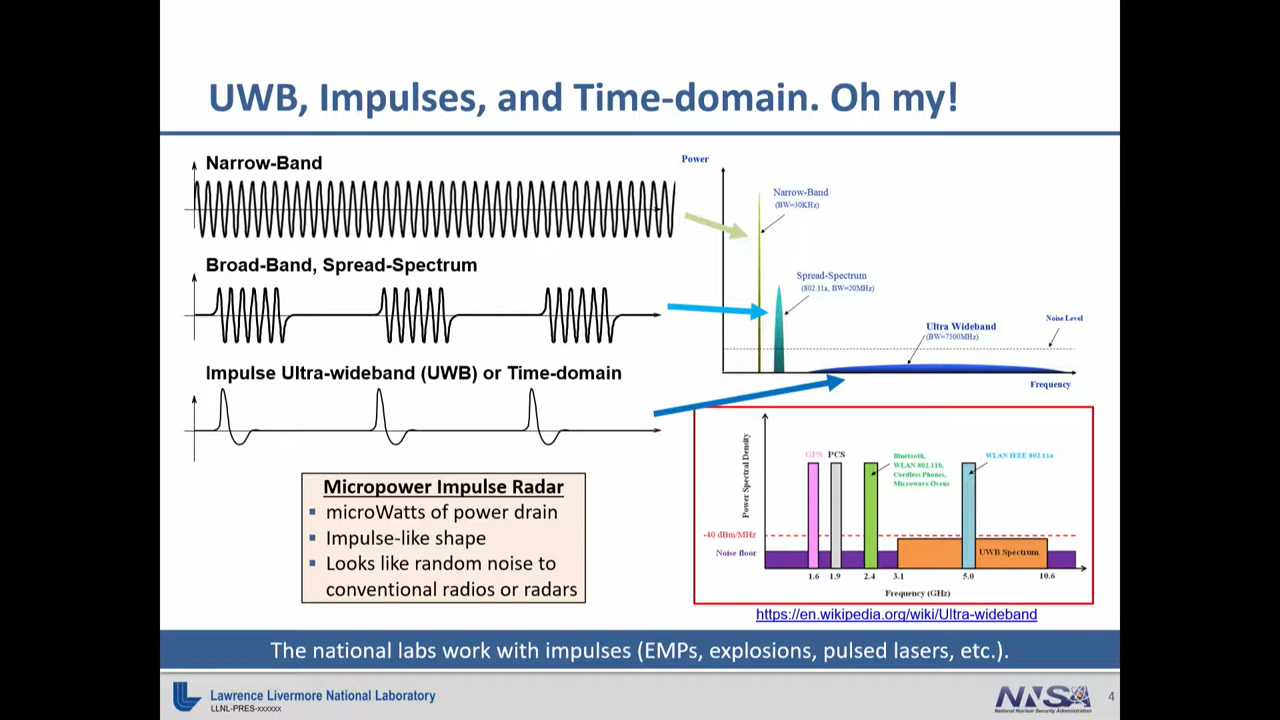 UWB, Impulses, and Time-domain. Oh my!
Narrow-Band
Broad-Band, Spread-Spectrum
Impulse Ultra-wideband (UWB) or Time-domain
Micropower Impulse Radar
▪ microWatts of power drain
▪ Impulse-like shape
▪ Looks like random noise to
conventional radios or radars
Power
Narrow-Band
(BW=30KHz)
Spread-Spectrum
(802.11a, BW=20MHz)
Ultra Wideband
(BW=7500MHz)
Noise Level
Frequency
Power Spectral Density
GPS PCS
Bluetooth,
WLAN 802.11b,
Cordless Phones,
Microwave Ovens
WLAN IEEE 802.11a
-40 dBm/MHz
Noise floor
UWB Spectrum
1.6 1.9 2.4 3.1 5.0 10.6
Frequency (GHz)
https://en.wikipedia.org/wiki/Ultra-wideband
The national labs work with impulses (EMPs, explosions, pulsed lasers, etc.).
Lawrence Livermore National Laboratory
LLNL-PRES-xxxxxx
NNSA
National Nuclear Security Administration
4